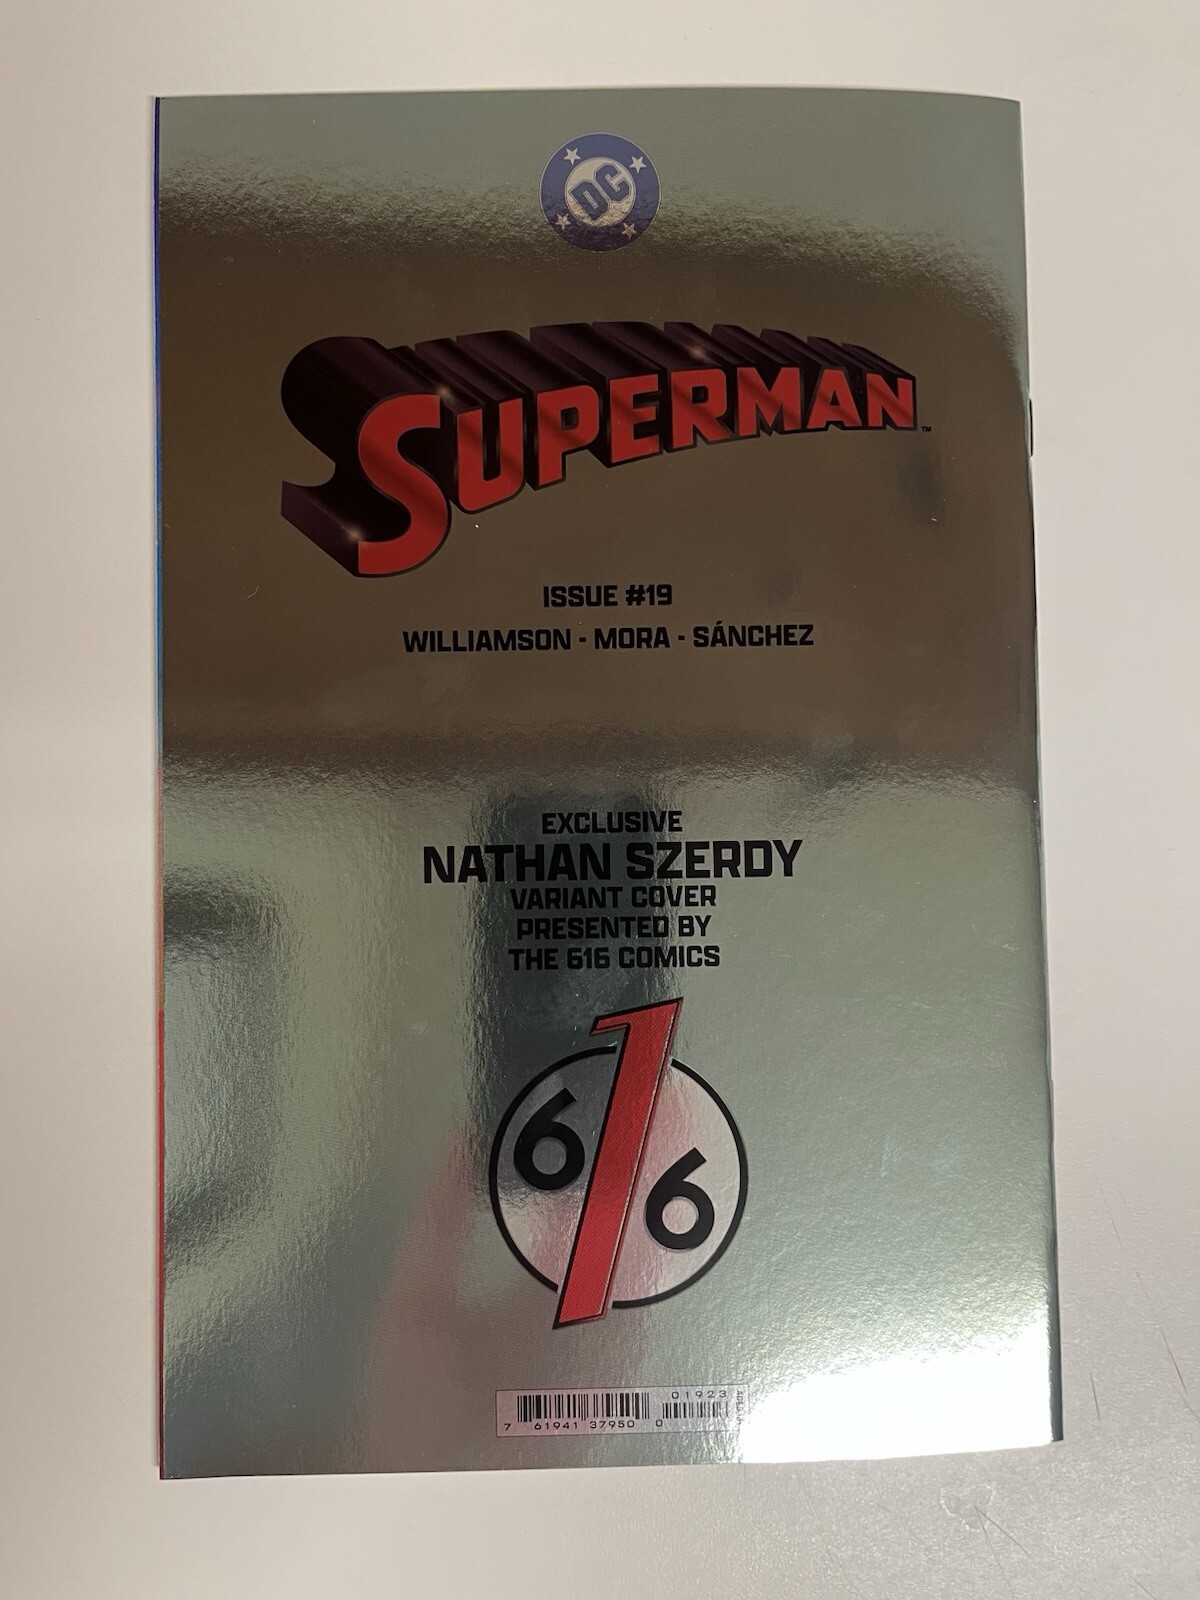 DC
SUPERMAN™
ISSUE #19
WILLIAMSON - MORA - SÁNCHEZ
EXCLUSIVE
NATHAN SZERDY
VARIANT COVER
PRESENTED BY
THE 616 COMICS
616
01923
7 61941 37950 0